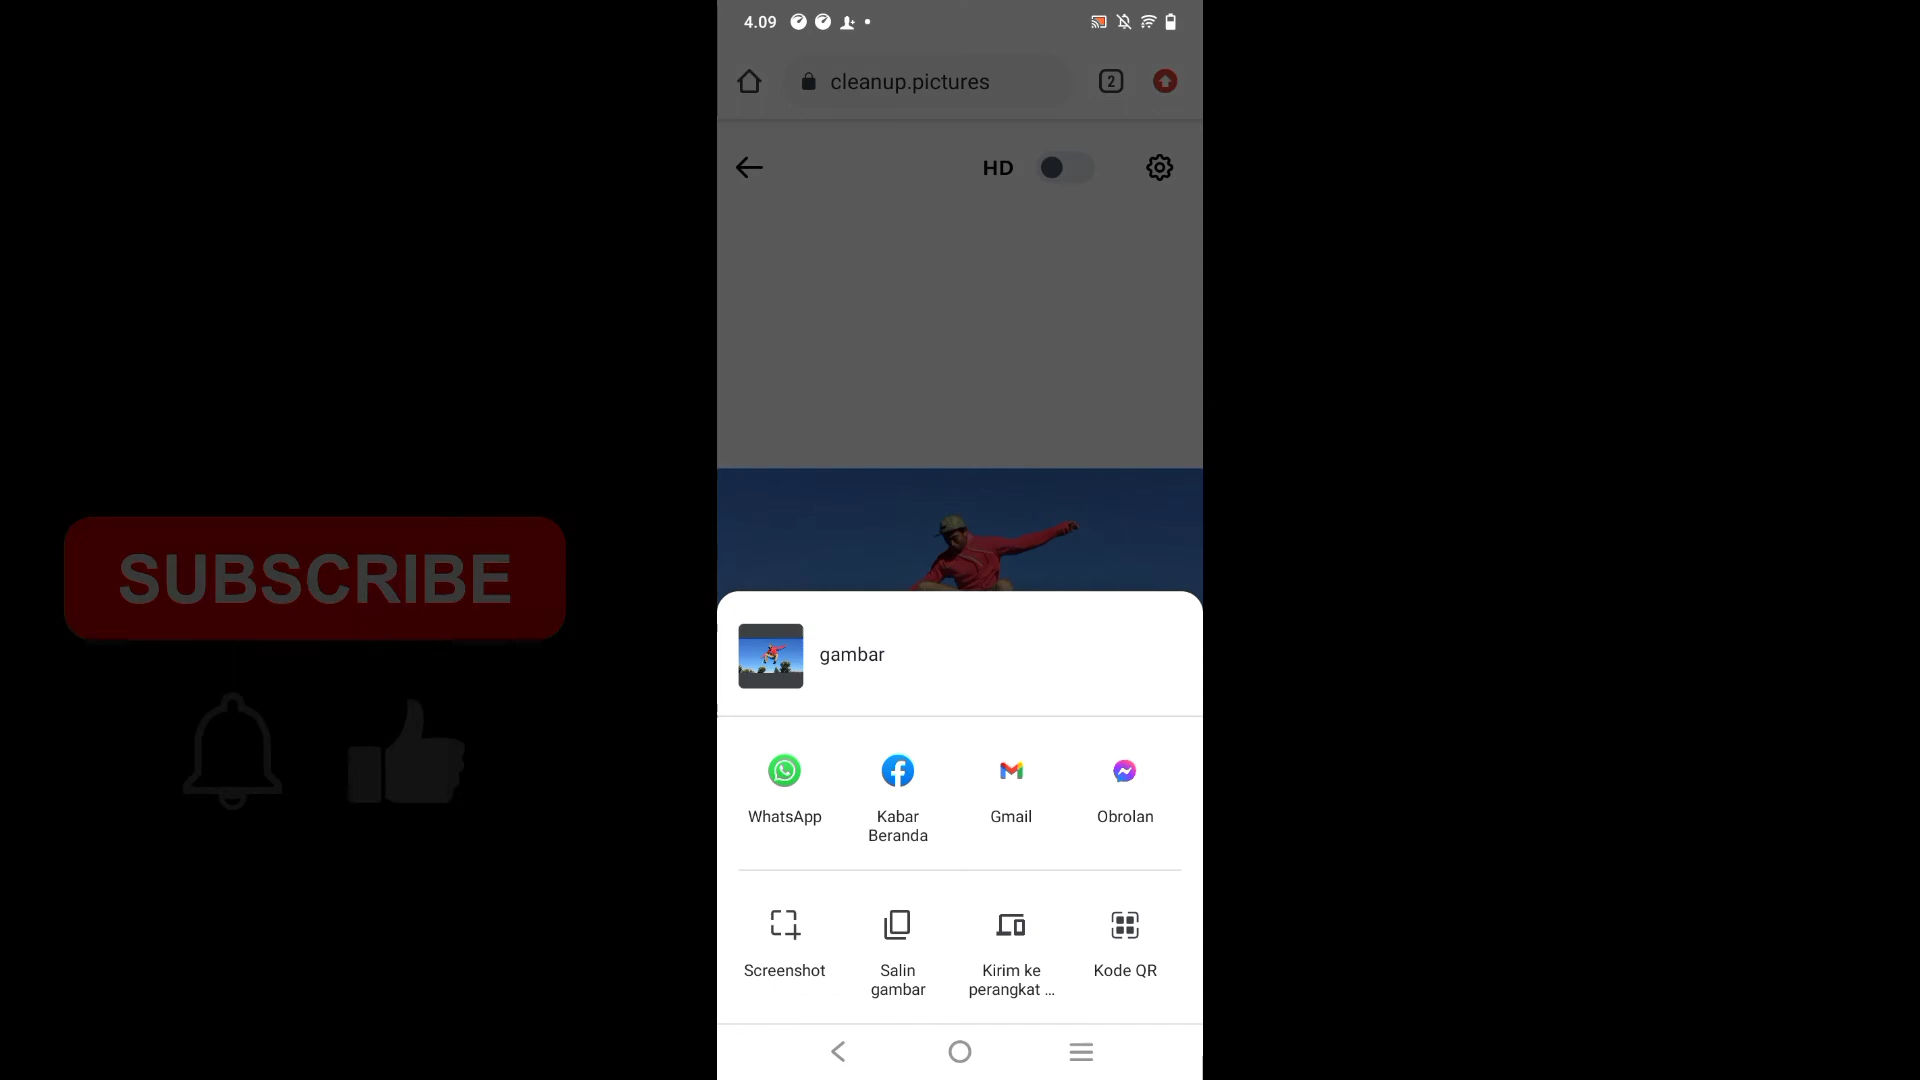 4.09
cleanup.pictures
2
HD
SUBSCRIBE
gambar
WhatsApp
Kabar
Beranda
Gmail
Obrolan
Screenshot
Salin
gambar
Kirim ke
perangkat ...
Kode QR